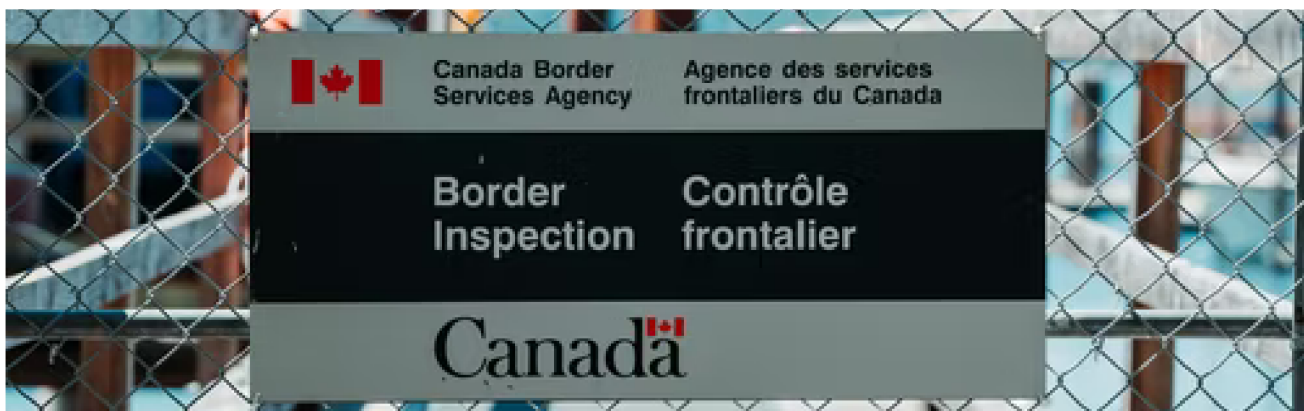 Canada Border
Services Agency
Agence des services
frontaliers du Canada
Border
Inspection
Contrôle
frontalier
Canada